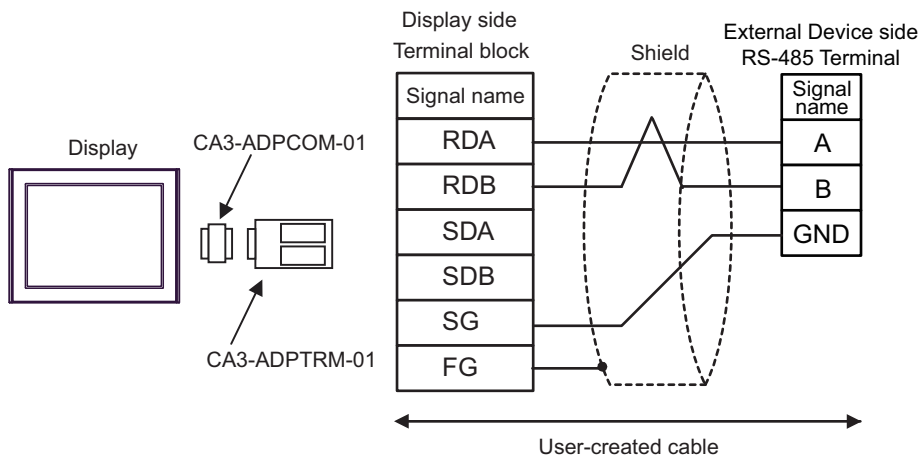 Display side
Terminal block
Shield
External Device side
RS-485 Terminal
Signal name
Signal
name
Display
CA3-ADPCOM-01
RDA
A
RDB
B
SDA
GND
SDB
SG
CA3-ADPTRM-01
FG
User-created cable